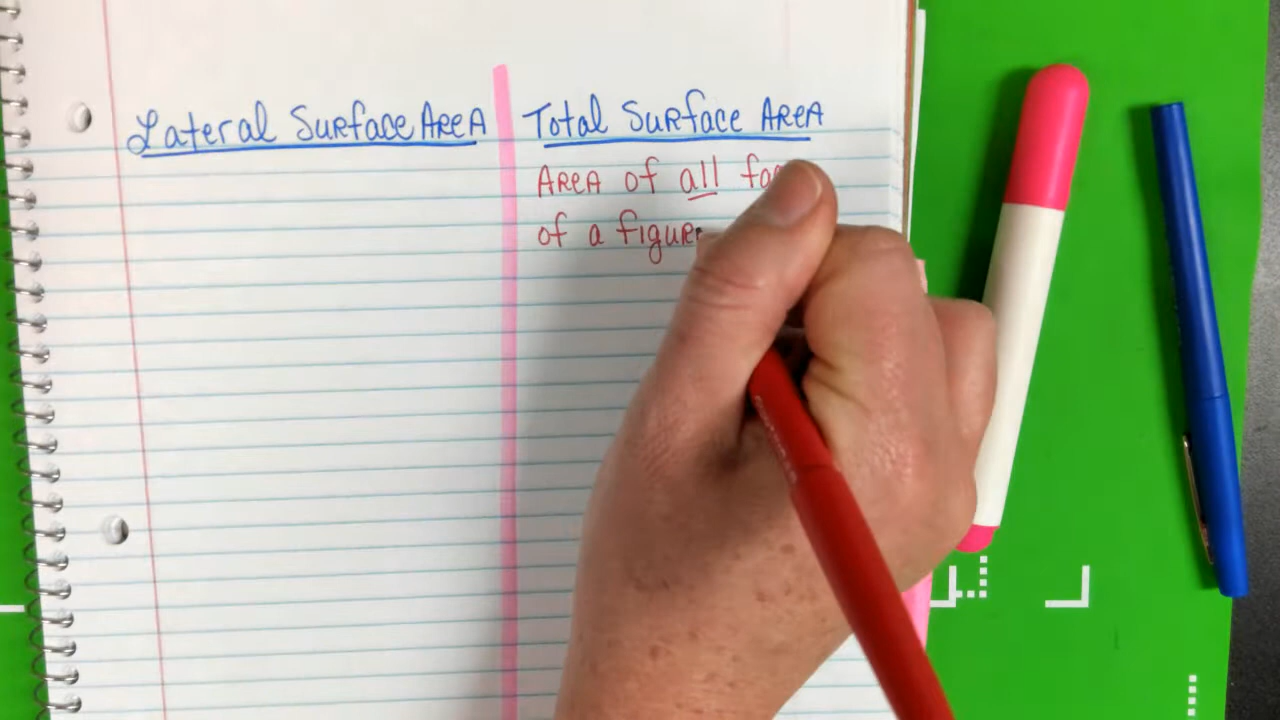 Lateral Surface Area
Total Surface Area
Area of all
of a figure